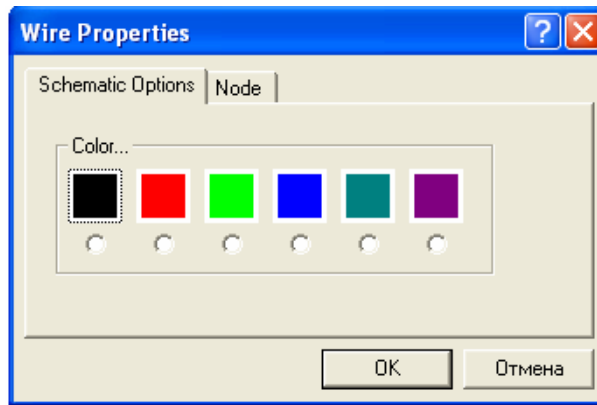 Wire Properties
Schematic Options Node
Color...
OK Отмена